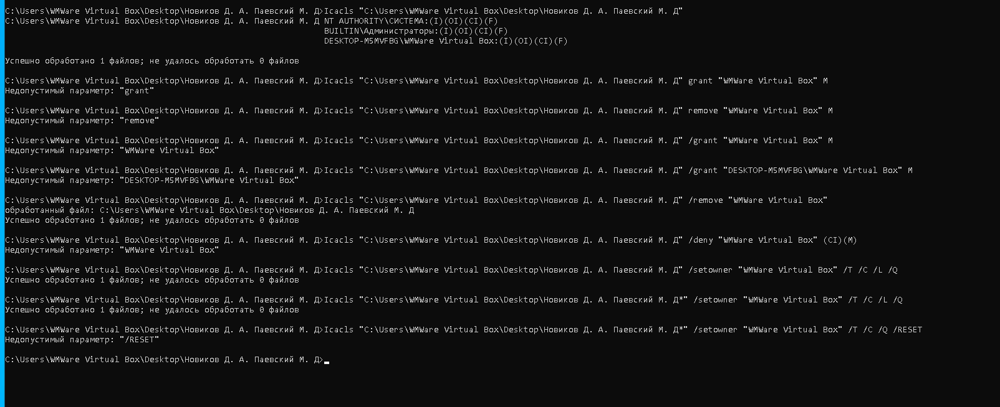 C:\Users\WMWare Virtual Box\Desktop\Новиков Д. А. Паевский М. Д>Icacls "C:\Users\WMWare Virtual Box\Desktop\Новиков Д. А. Паевский М. Д"
C:\Users\WMWare Virtual Box\Desktop\Новиков Д. А. Паевский М. Д NT AUTHORITY\СИСТЕМА:(I)(OI)(CI)(F)
BUILTIN\Администраторы:(I)(OI)(CI)(F)
DESKTOP-M5MVFBG\WMWare Virtual Box:(I)(OI)(CI)(F)
Успешно обработано 1 файлов; не удалось обработать 0 файлов
C:\Users\WMWare Virtual Box\Desktop\Новиков Д. А. Паевский М. Д>Icacls "C:\Users\WMWare Virtual Box\Desktop\Новиков Д. А. Паевский М. Д" grant "WMWare Virtual Box" M
Недопустимый параметр: "grant"
C:\Users\WMWare Virtual Box\Desktop\Новиков Д. А. Паевский М. Д>Icacls "C:\Users\WMWare Virtual Box\Desktop\Новиков Д. А. Паевский М. Д" remove "WMWare Virtual Box" M
Недопустимый параметр: "remove"
C:\Users\WMWare Virtual Box\Desktop\Новиков Д. А. Паевский М. Д>Icacls "C:\Users\WMWare Virtual Box\Desktop\Новиков Д. А. Паевский М. Д" /grant "WMWare Virtual Box" M
Недопустимый параметр: "WMWare Virtual Box"
C:\Users\WMWare Virtual Box\Desktop\Новиков Д. А. Паевский М. Д>Icacls "C:\Users\WMWare Virtual Box\Desktop\Новиков Д. А. Паевский М. Д" /grant "DESKTOP-M5MVFBG\WMWare Virtual Box" M
Недопустимый параметр: "DESKTOP-M5MVFBG\WMWare Virtual Box"
C:\Users\WMWare Virtual Box\Desktop\Новиков Д. А. Паевский М. Д>Icacls "C:\Users\WMWare Virtual Box\Desktop\Новиков Д. А. Паевский М. Д" /remove "WMWare Virtual Box"
обработанный файл: C:\Users\WMWare Virtual Box\Desktop\Новиков Д. А. Паевский М. Д
Успешно обработано 1 файлов; не удалось обработать 0 файлов
C:\Users\WMWare Virtual Box\Desktop\Новиков Д. А. Паевский М. Д>Icacls "C:\Users\WMWare Virtual Box\Desktop\Новиков Д. А. Паевский М. Д" /deny "WMWare Virtual Box" (CI)(M)
Недопустимый параметр: "WMWare Virtual Box"
C:\Users\WMWare Virtual Box\Desktop\Новиков Д. А. Паевский М. Д>Icacls "C:\Users\WMWare Virtual Box\Desktop\Новиков Д. А. Паевский М. Д" /setowner "WMWare Virtual Box" /T /C /L /Q
Успешно обработано 1 файлов; не удалось обработать 0 файлов
C:\Users\WMWare Virtual Box\Desktop\Новиков Д. А. Паевский М. Д>Icacls "C:\Users\WMWare Virtual Box\Desktop\Новиков Д. А. Паевский М. Д*" /setowner "WMWare Virtual Box" /T /C /L /Q
Успешно обработано 1 файлов; не удалось обработать 0 файлов
C:\Users\WMWare Virtual Box\Desktop\Новиков Д. А. Паевский М. Д>Icacls "C:\Users\WMWare Virtual Box\Desktop\Новиков Д. А. Паевский М. Д*" /setowner "WMWare Virtual Box" /T /C /Q /RESET
Недопустимый параметр: "/RESET"
C:\Users\WMWare Virtual Box\Desktop\Новиков Д. А. Паевский М. Д>